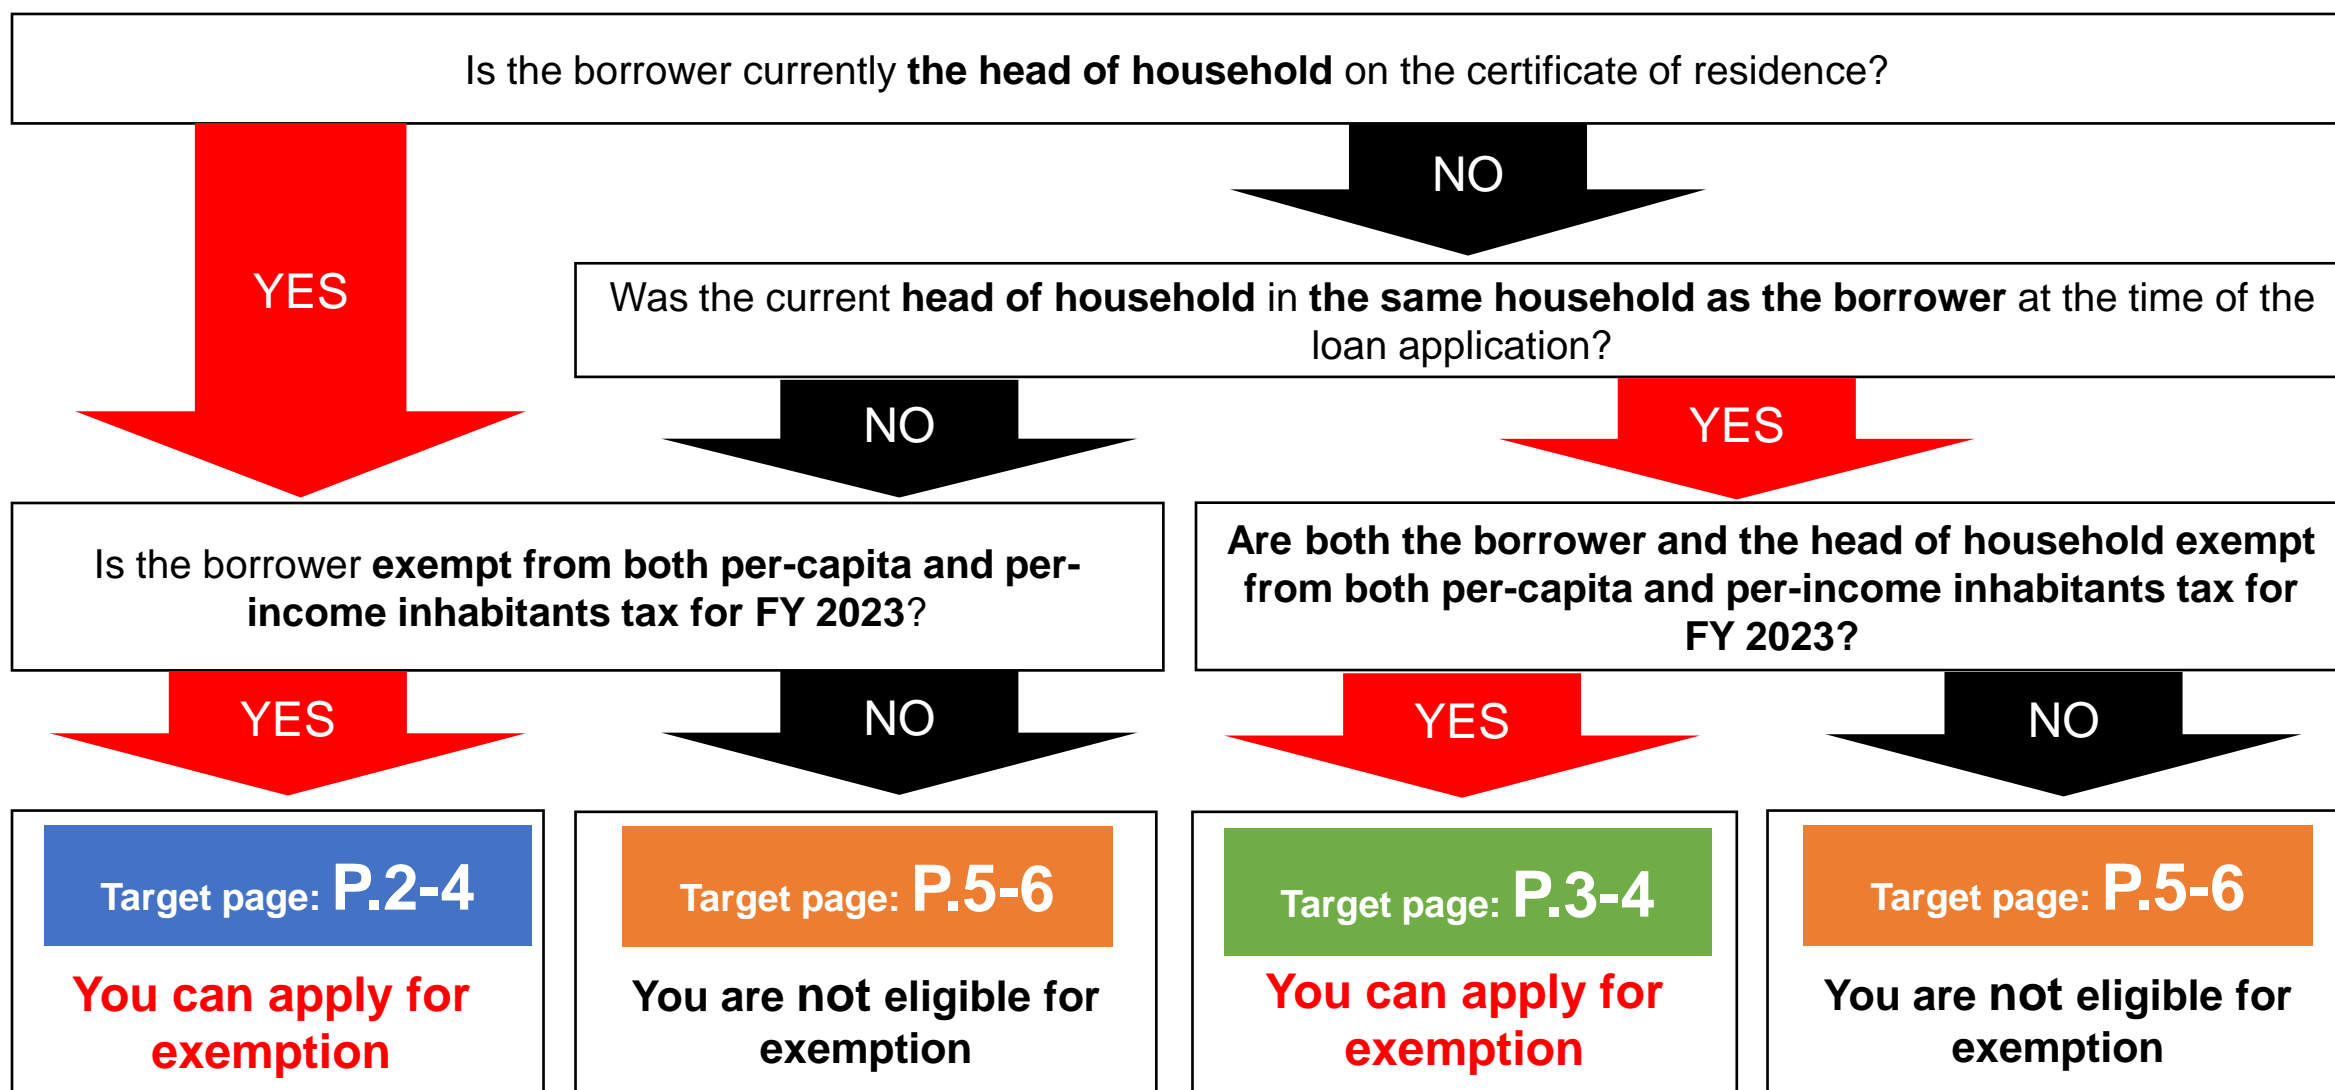 Is the borrower currently the head of household on the certificate of residence?
NO
YES
Was the current head of household in the same household as the borrower at the time of the
loan application?
NO
YES
Is the borrower exempt from both per-capita and per-
income inhabitants tax for FY 2023?
Are both the borrower and the head of household exempt
from both per-capita and per-income inhabitants tax for
FY 2023?
YES
NO
YES
NO
Target page: P.2-4
You can apply for
exemption
Target page: P.5-6
You are not eligible for
exemption
Target page: P.3-4
You can apply for
exemption
Target page: P.5-6
You are not eligible for
exemption